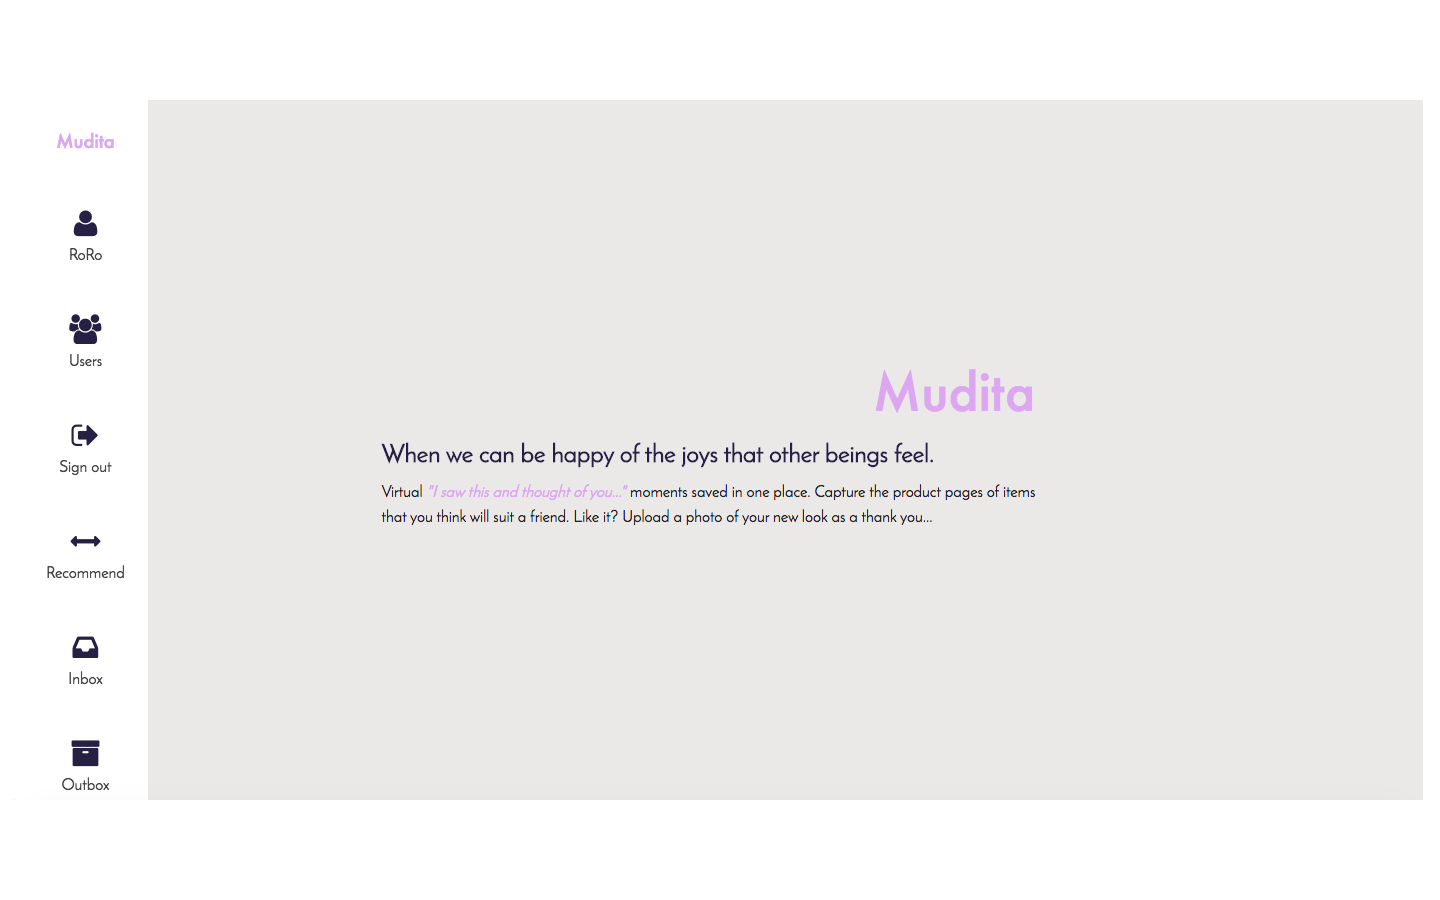 Mudita
RoRo
Users
Sign out
Recommend
Inbox
Outbox
Mudita
When we can be happy of the joys that other beings feel.
Virtual "I saw this and thought of you..." moments saved in one place. Capture the product pages of items
that you think will suit a friend. Like it? Upload a photo of your new look as a thank you...